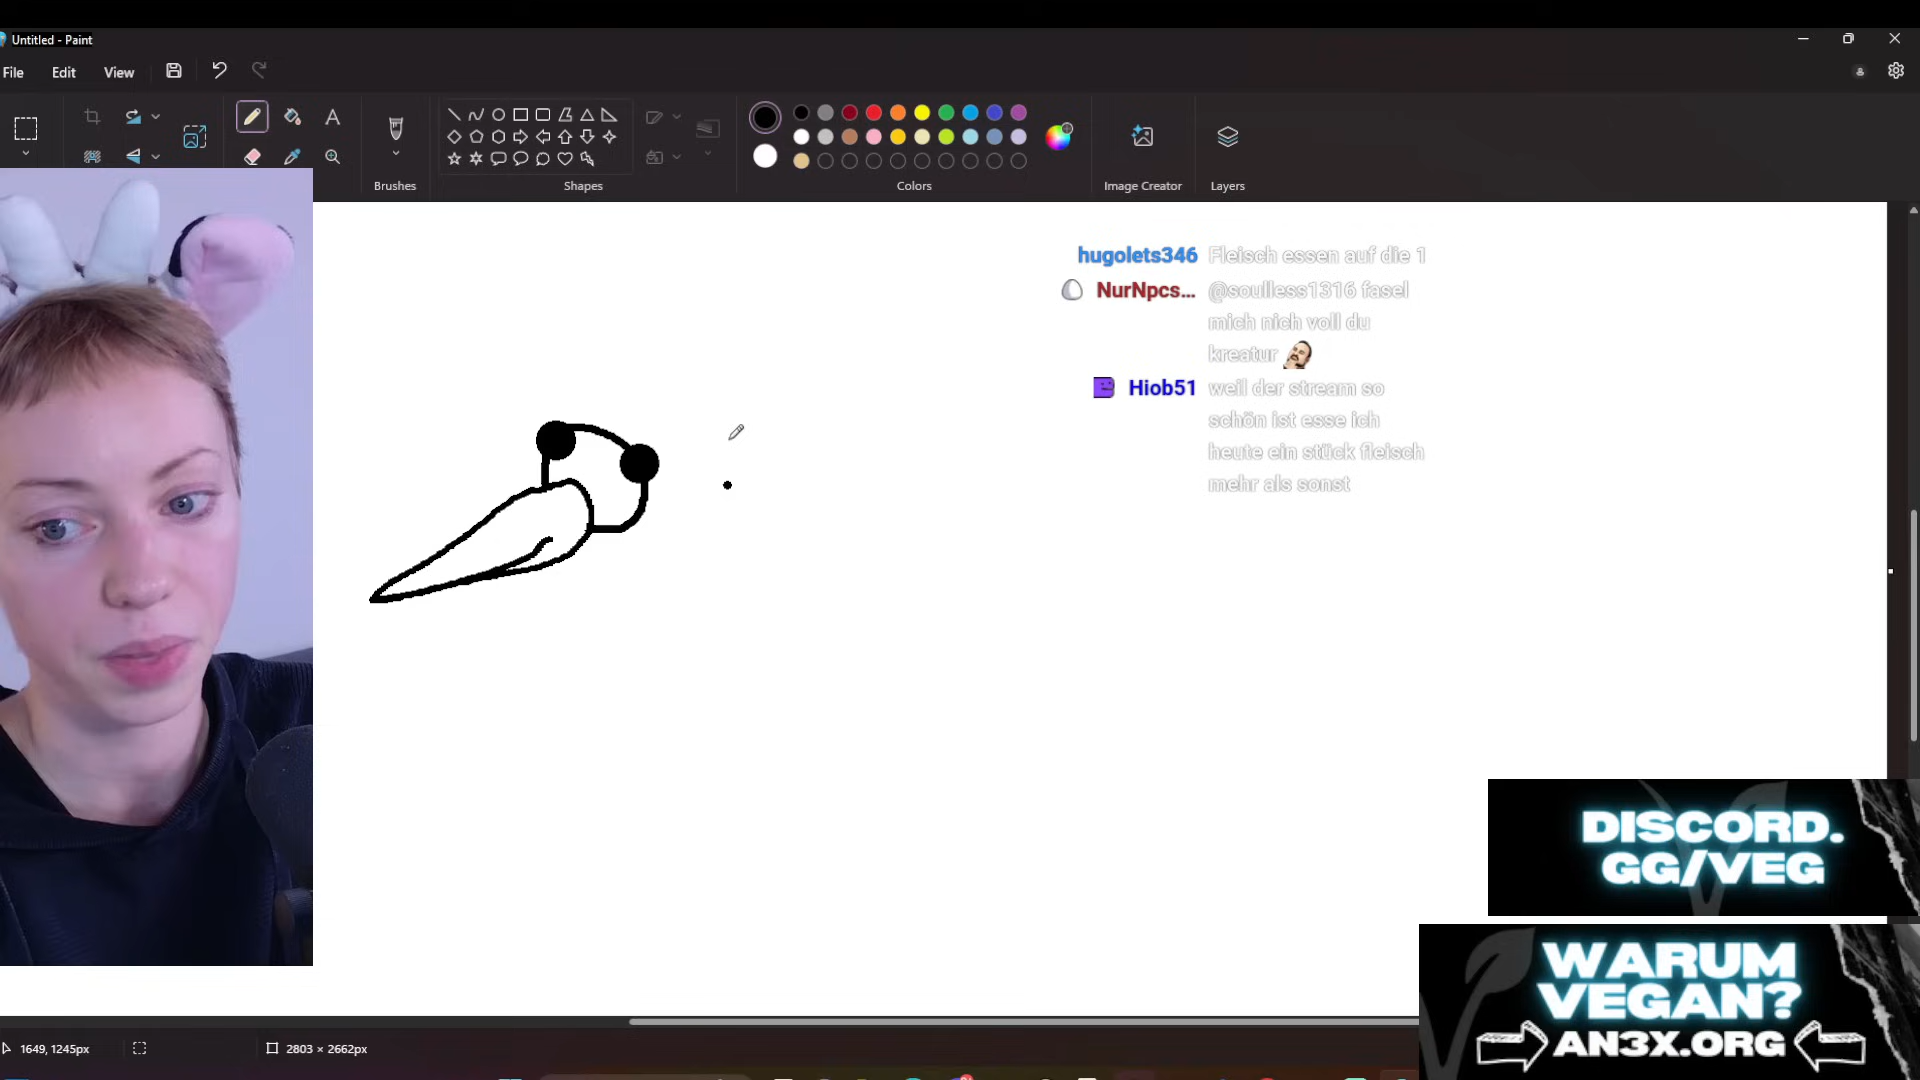 Untitled - Paint
File Edit View
Brushes
Shapes
Colors
Image Creator
Layers
hugolets346 Fleisch essen auf die 1
NurNpcs... @soulless1316 fasel
mich nich voll du
kreatur
Hiob51 weil der stream so
schön ist esse ich
heute ein stück fleisch
mehr als sonst
DISCORD.
GG/VEG
WARUM
VEGAN?
AN3X.ORG
1649, 1245px
2803 × 2662px